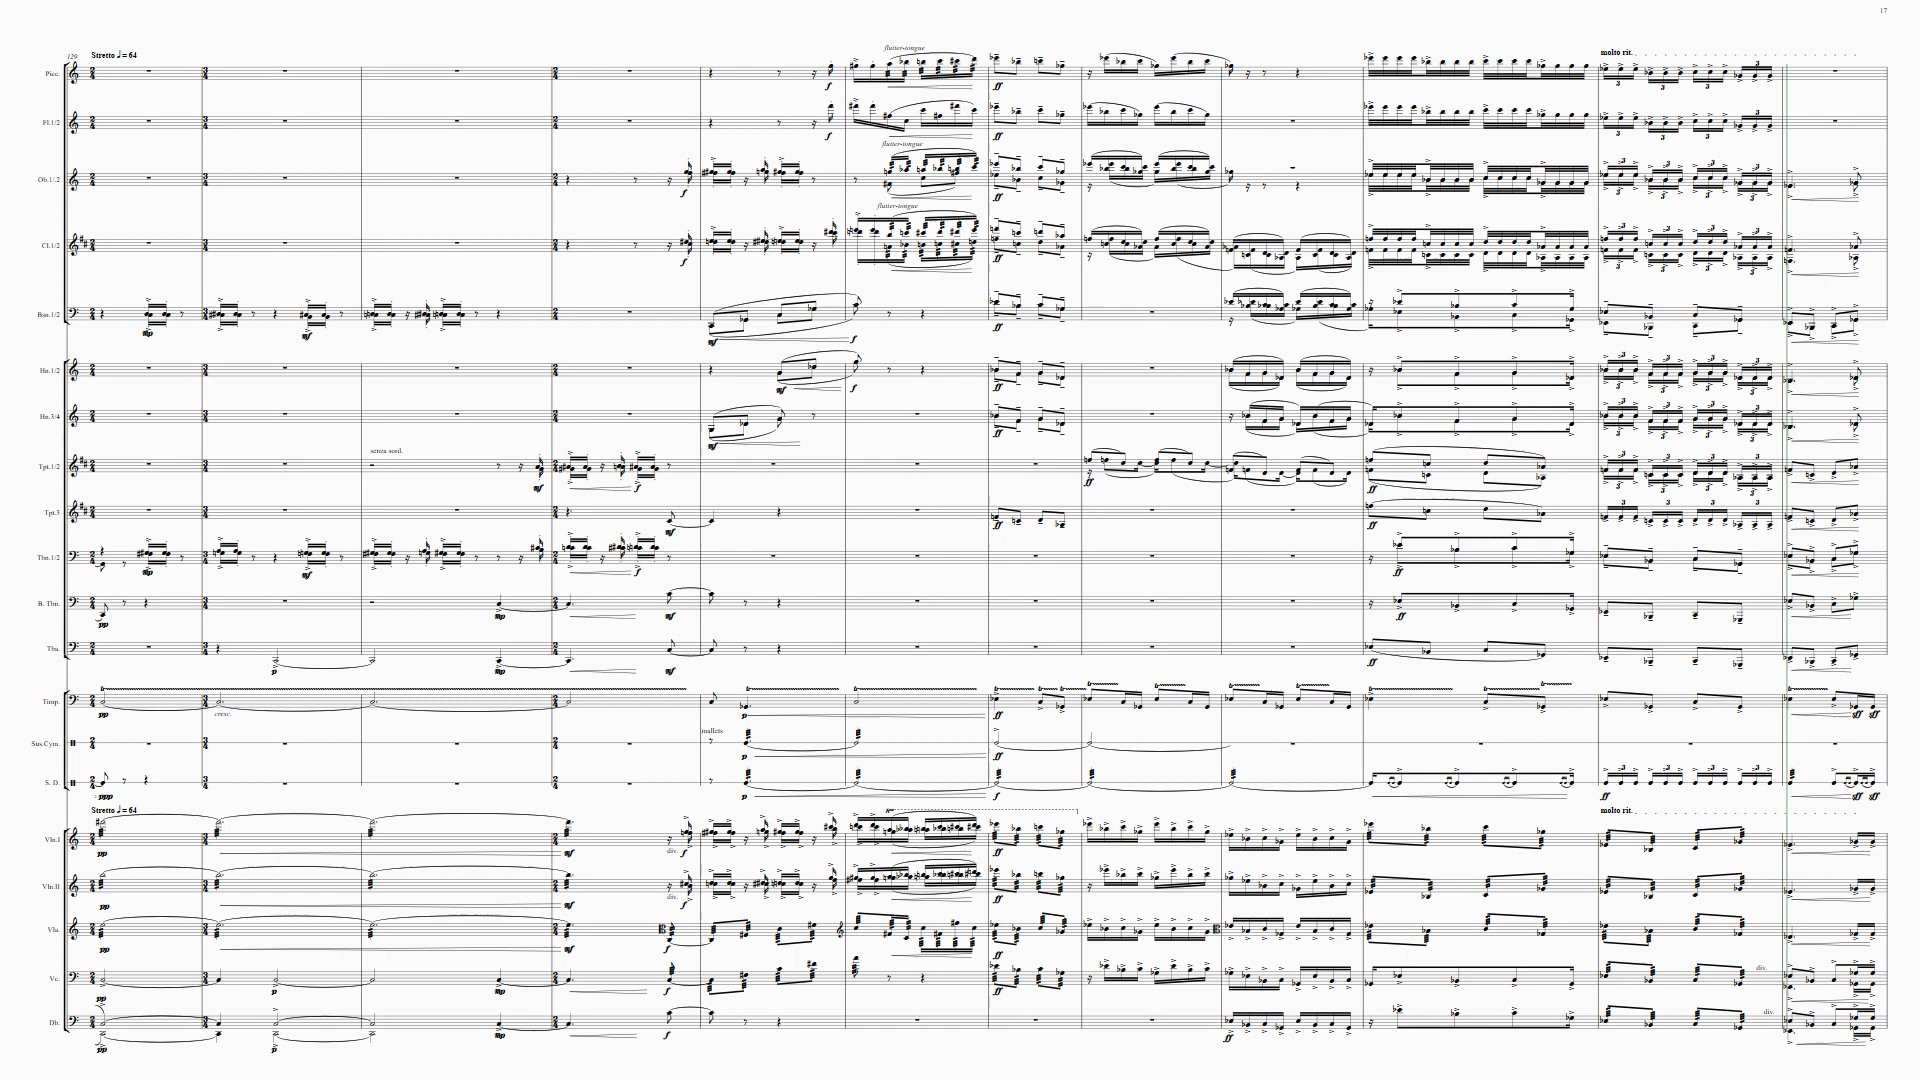 17
129
Stretto ♩= 64
molto rit.
flutter-tongue
Picc.
Fl.1/2
flutter-tongue
Ob.1/.2
flutter-tongue
Cl.1/2
Bsn.1/2
Hn.1/2
Hn.3/4
senza sord.
Tpt.1/2
Tpt.3
Tbn.1/2
B. Tbn.
Tba.
Timp.
cresc.
mallets
Sus.Cym.
S. D.
Stretto ♩= 64
molto rit.
Vln.I
div.
Vln.II
div.
Vla.
Vc.
div.
Db.
div.